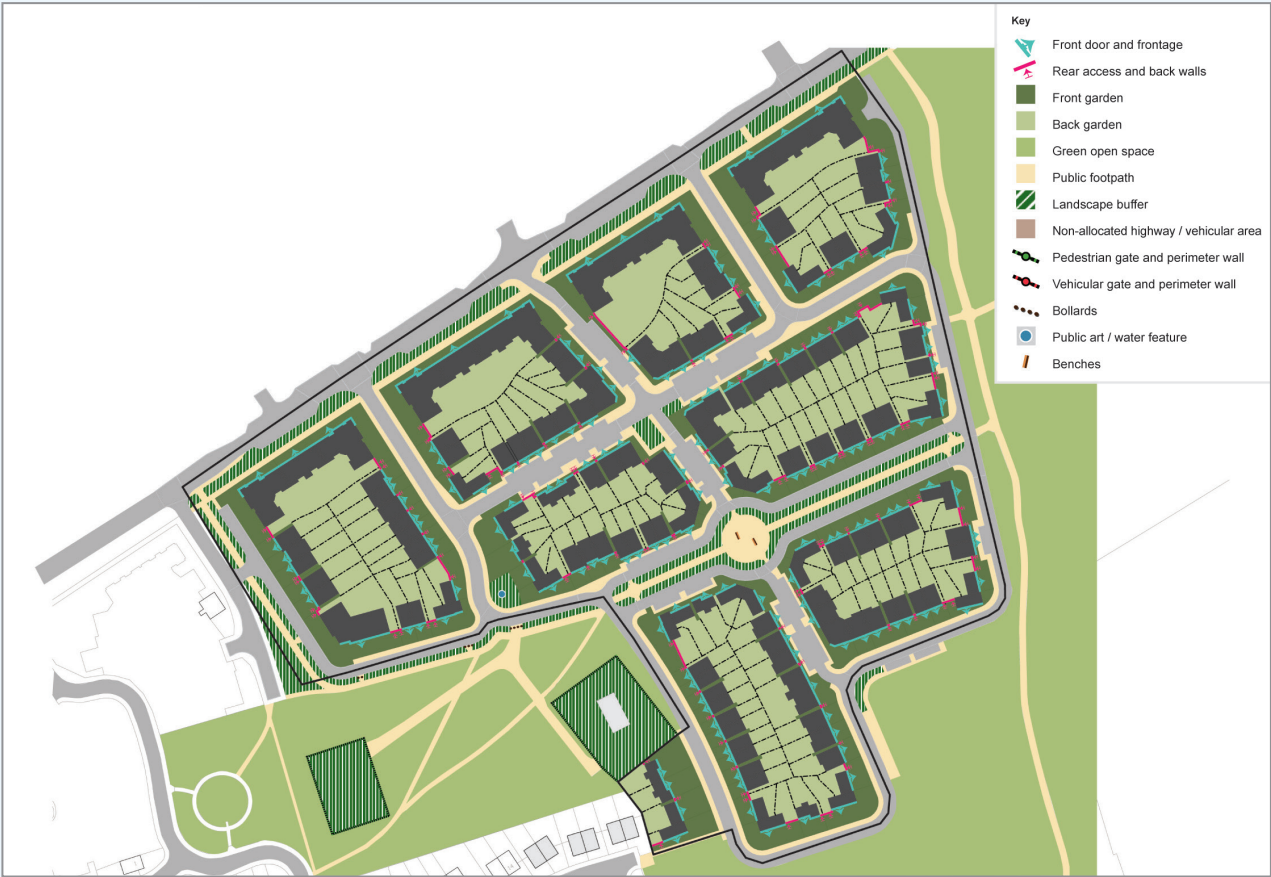 Key
Front door and frontage
Rear access and back walls
Front garden
Back garden
Green open space
Public footpath
Landscape buffer
Non-allocated highway / vehicular area
Pedestrian gate and perimeter wall
Vehicular gate and perimeter wall
Bollards
Public art / water feature
Benches